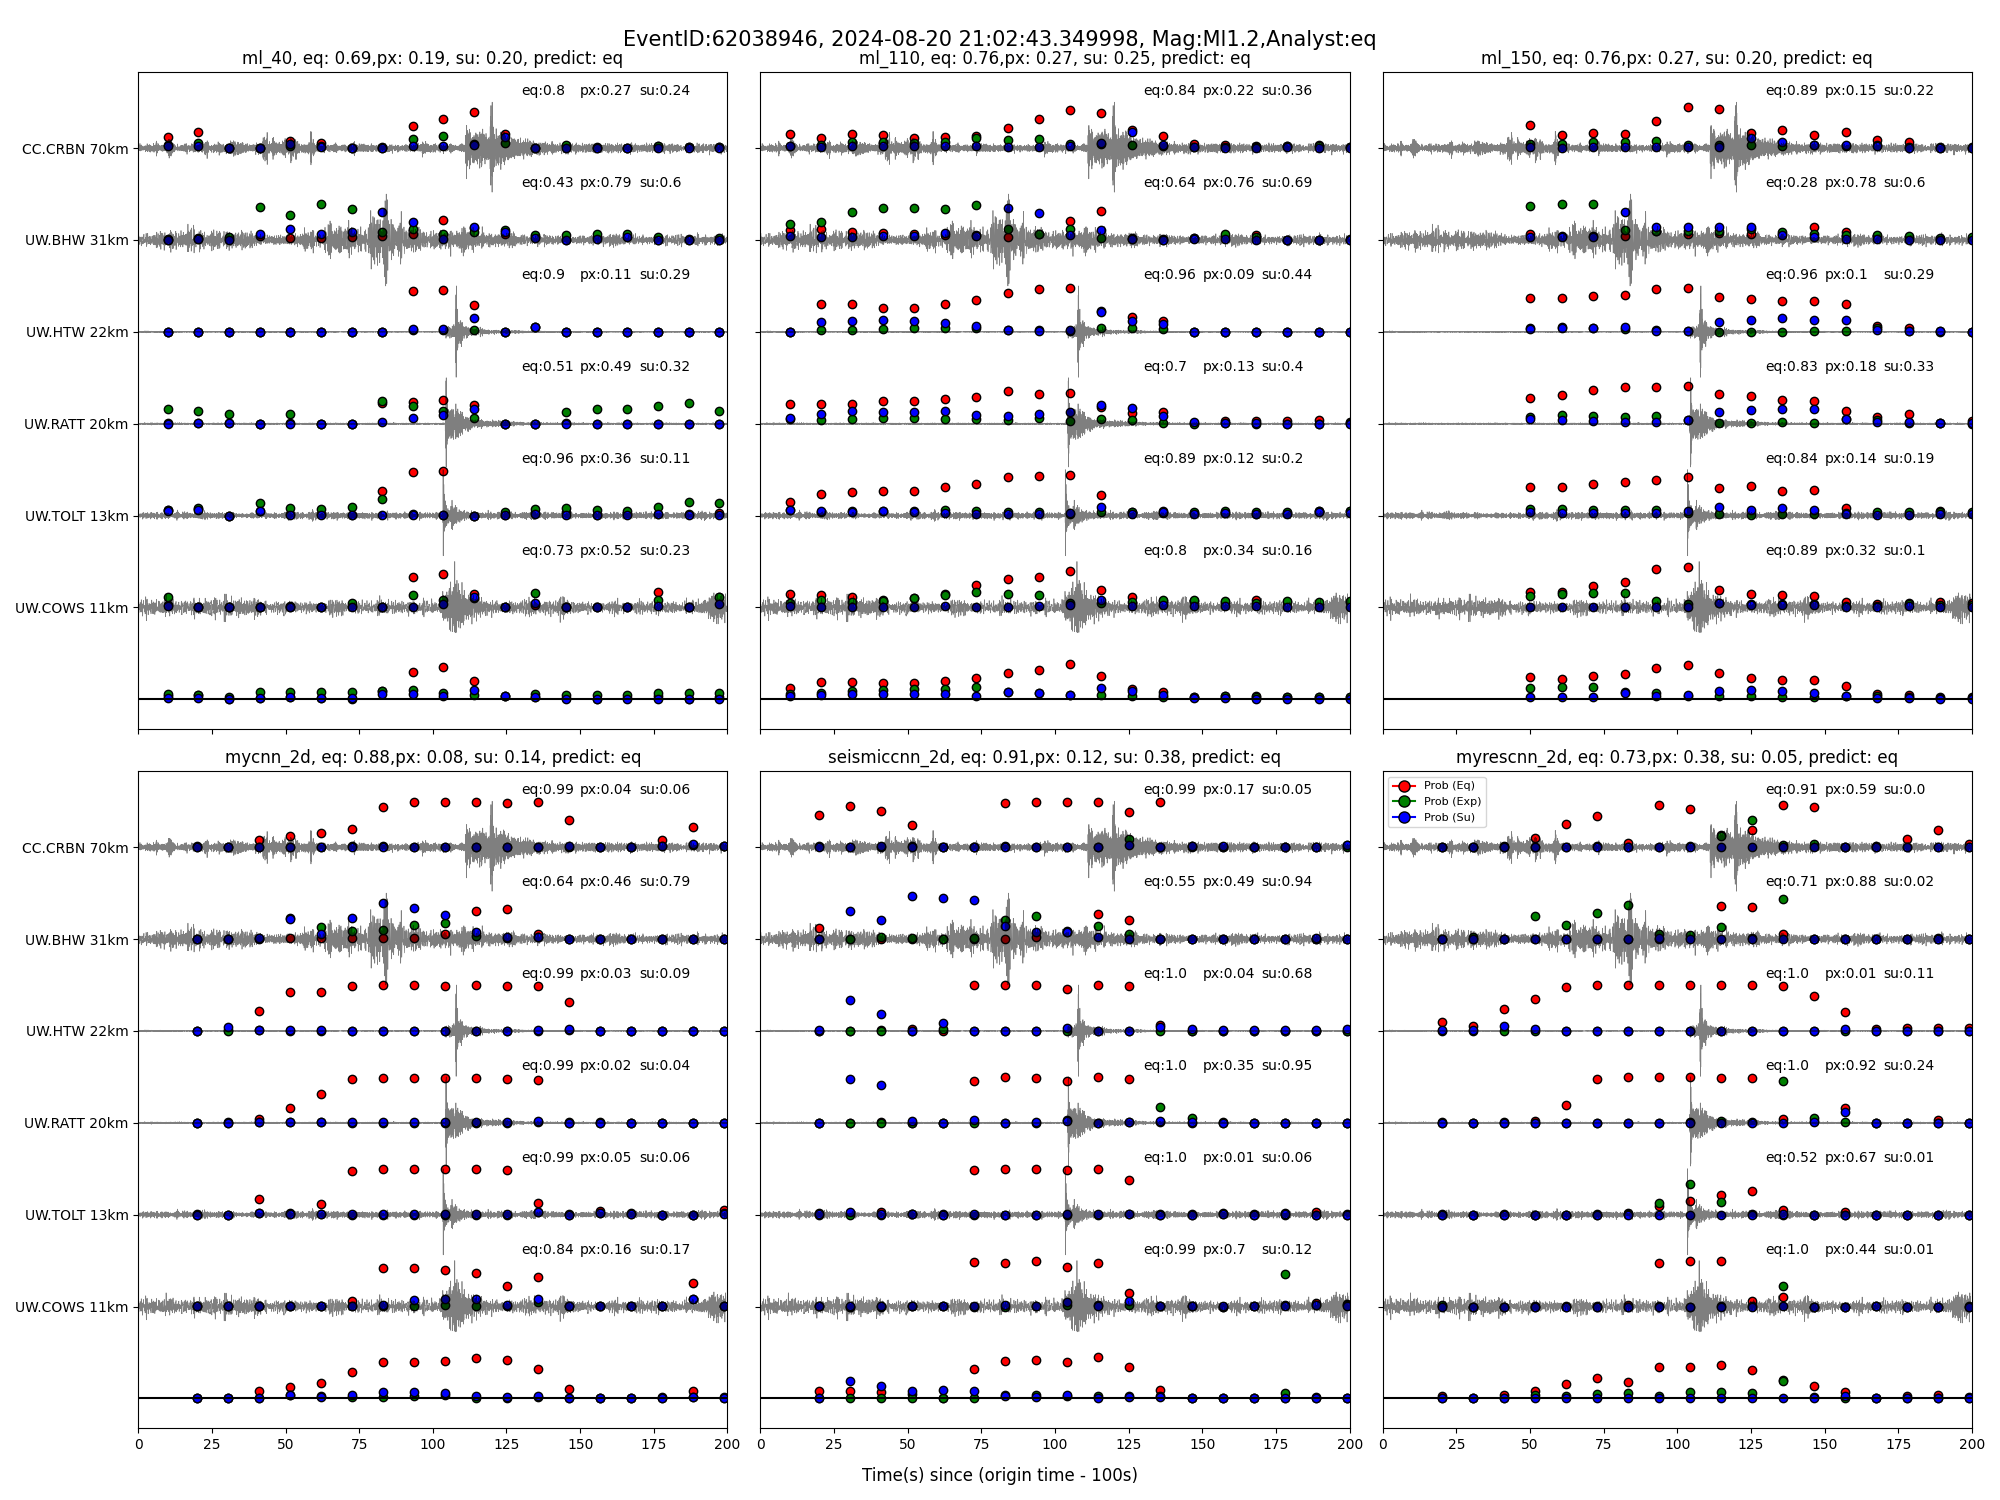 EventID:62038946, 2024-08-20 21:02:43.349998, Mag:Ml1.2,Analyst:eq
ml_40, eq: 0.69,px: 0.19, su: 0.20, predict: eq
CC.CRBN 70km
eq:0.8 px:0.27 su:0.24
UW.BHW 31km
eq:0.43 px:0.79 su:0.6
UW.HTW 22km
eq:0.9 px:0.11 su:0.29
UW.RATT 20km
eq:0.51 px:0.49 su:0.32
UW.TOLT 13km
eq:0.96 px:0.36 su:0.11
UW.COWS 11km
eq:0.73 px:0.52 su:0.23
ml_110, eq: 0.76,px: 0.27, su: 0.25, predict: eq
eq:0.84 px:0.22 su:0.36
eq:0.64 px:0.76 su:0.69
eq:0.96 px:0.09 su:0.44
eq:0.7 px:0.13 su:0.4
eq:0.89 px:0.12 su:0.2
eq:0.8 px:0.34 su:0.16
ml_150, eq: 0.76,px: 0.27, su: 0.20, predict: eq
eq:0.89 px:0.15 su:0.22
eq:0.28 px:0.78 su:0.6
eq:0.96 px:0.1 su:0.29
eq:0.83 px:0.18 su:0.33
eq:0.84 px:0.14 su:0.19
eq:0.89 px:0.32 su:0.1
mycnn_2d, eq: 0.88,px: 0.08, su: 0.14, predict: eq
CC.CRBN 70km
eq:0.99 px:0.04 su:0.06
UW.BHW 31km
eq:0.64 px:0.46 su:0.79
UW.HTW 22km
eq:0.99 px:0.03 su:0.09
UW.RATT 20km
eq:0.99 px:0.02 su:0.04
UW.TOLT 13km
eq:0.99 px:0.05 su:0.06
UW.COWS 11km
eq:0.84 px:0.16 su:0.17
0 25 50 75 100 125 150 175 200
seismiccnn_2d, eq: 0.91,px: 0.12, su: 0.38, predict: eq
eq:0.99 px:0.17 su:0.05
eq:0.55 px:0.49 su:0.94
eq:1.0 px:0.04 su:0.68
eq:1.0 px:0.35 su:0.95
eq:1.0 px:0.01 su:0.06
eq:0.99 px:0.7 su:0.12
0 25 50 75 100 125 150 175 200
myrescnn_2d, eq: 0.73,px: 0.38, su: 0.05, predict: eq
Prob (Eq)
Prob (Exp)
Prob (Su)
eq:0.91 px:0.59 su:0.0
eq:0.71 px:0.88 su:0.02
eq:1.0 px:0.01 su:0.11
eq:1.0 px:0.92 su:0.24
eq:0.52 px:0.67 su:0.01
eq:1.0 px:0.44 su:0.01
0 25 50 75 100 125 150 175 200
Time(s) since (origin time - 100s)